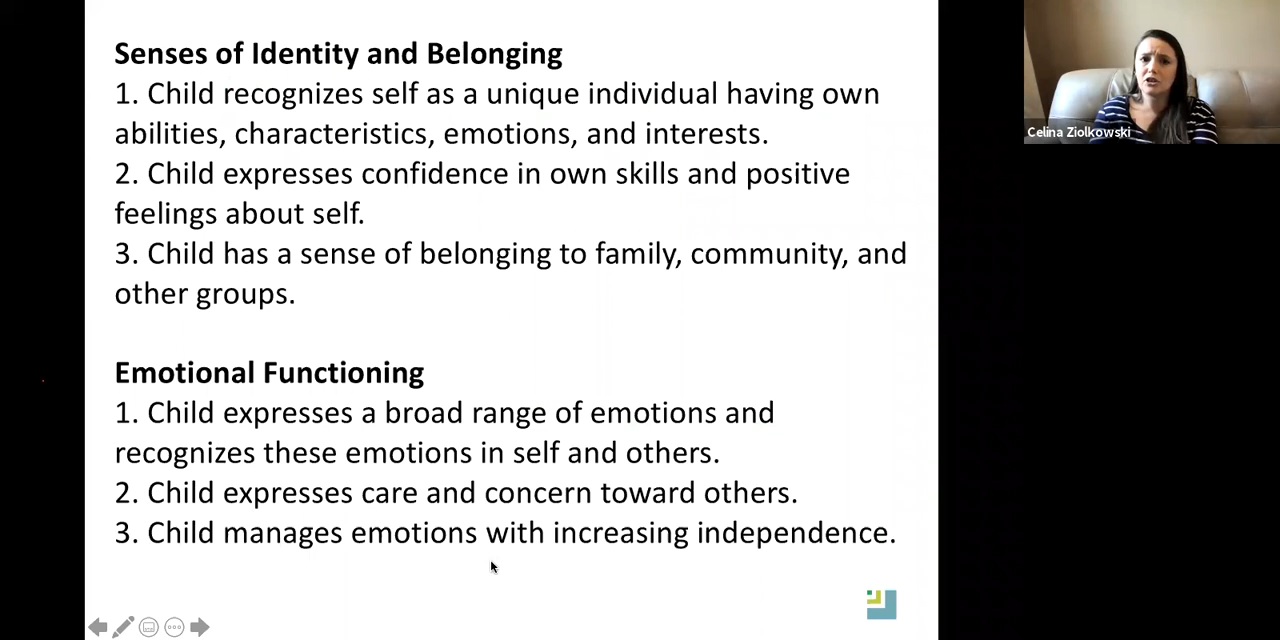 Senses of Identity and Belonging
1. Child recognizes self as a unique individual having own
abilities, characteristics, emotions, and interests.
2. Child expresses confidence in own skills and positive
feelings about self.
3. Child has a sense of belonging to family, community, and
other groups.
Emotional Functioning
1. Child expresses a broad range of emotions and
recognizes these emotions in self and others.
2. Child expresses care and concern toward others.
3. Child manages emotions with increasing independence.
Celina Ziolkowski